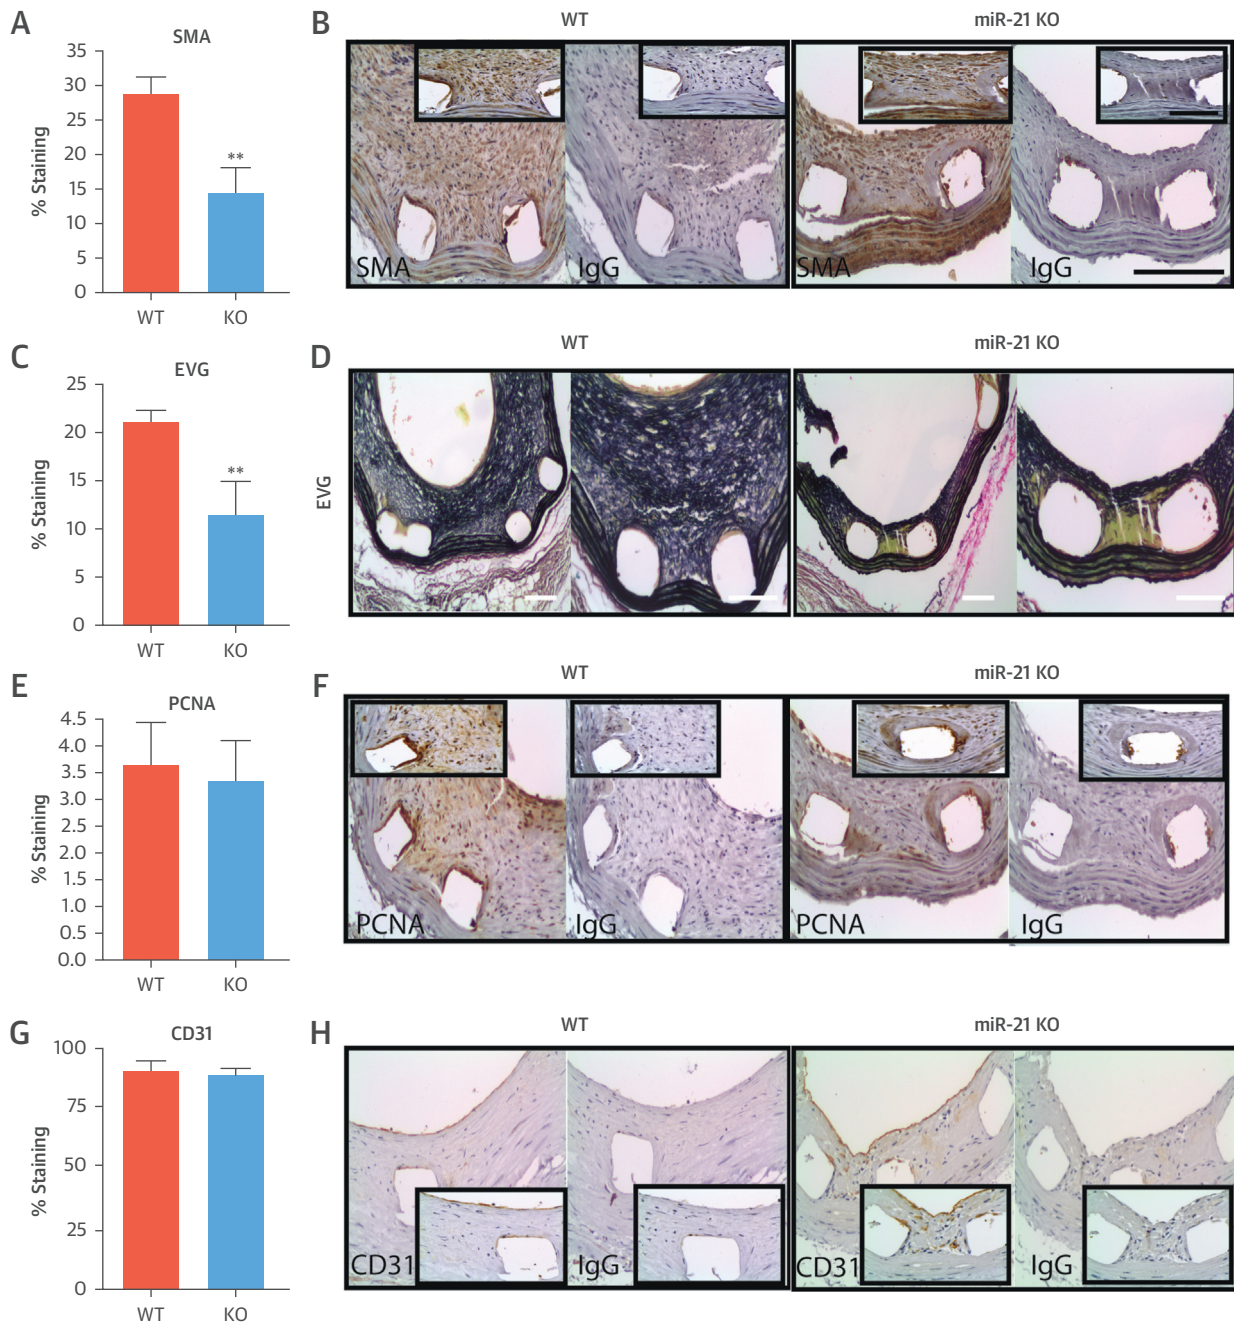 A
SMA
% Staining
35
30
25
20
15
10
5
0
**
WT
KO
B
WT
miR-21 KO
SMA
IgG
SMA
IgG
C
EVG
% Staining
25
20
15
10
5
0
**
WT
KO
D
WT
miR-21 KO
EVG
E
PCNA
% Staining
4.5
4.0
3.5
3.0
2.5
2.0
1.5
1.0
0.5
0.0
WT
KO
F
WT
miR-21 KO
PCNA
IgG
PCNA
IgG
G
CD31
% Staining
100
75
50
25
0
WT
KO
H
WT
miR-21 KO
CD31
IgG
CD31
IgG